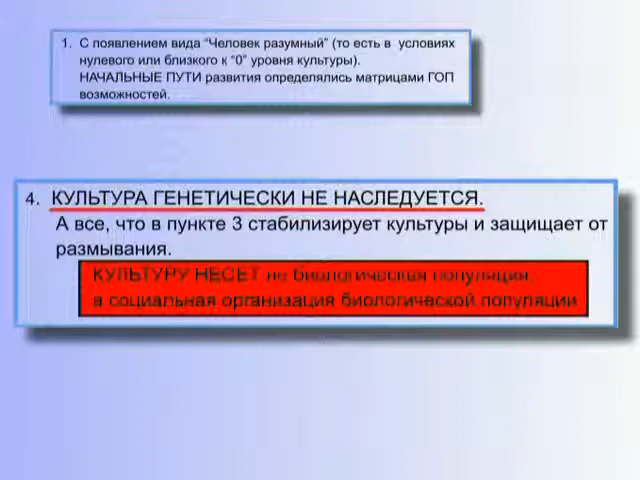 1. С появлением вида “Человек разумный” (то есть в условиях
нулевого или близкого к “0” уровня культуры).
НАЧАЛЬНЫЕ ПУТИ развития определялись матрицами ГОП
возможностей.
4. КУЛЬТУРА ГЕНЕТИЧЕСКИ НЕ НАСЛЕДУЕТСЯ.
А все, что в пункте 3 стабилизирует культуры и защищает от
размывания.
КУЛЬТУРУ НЕСЕТ не биологическая популяция,
а социальная организация биологической популяции